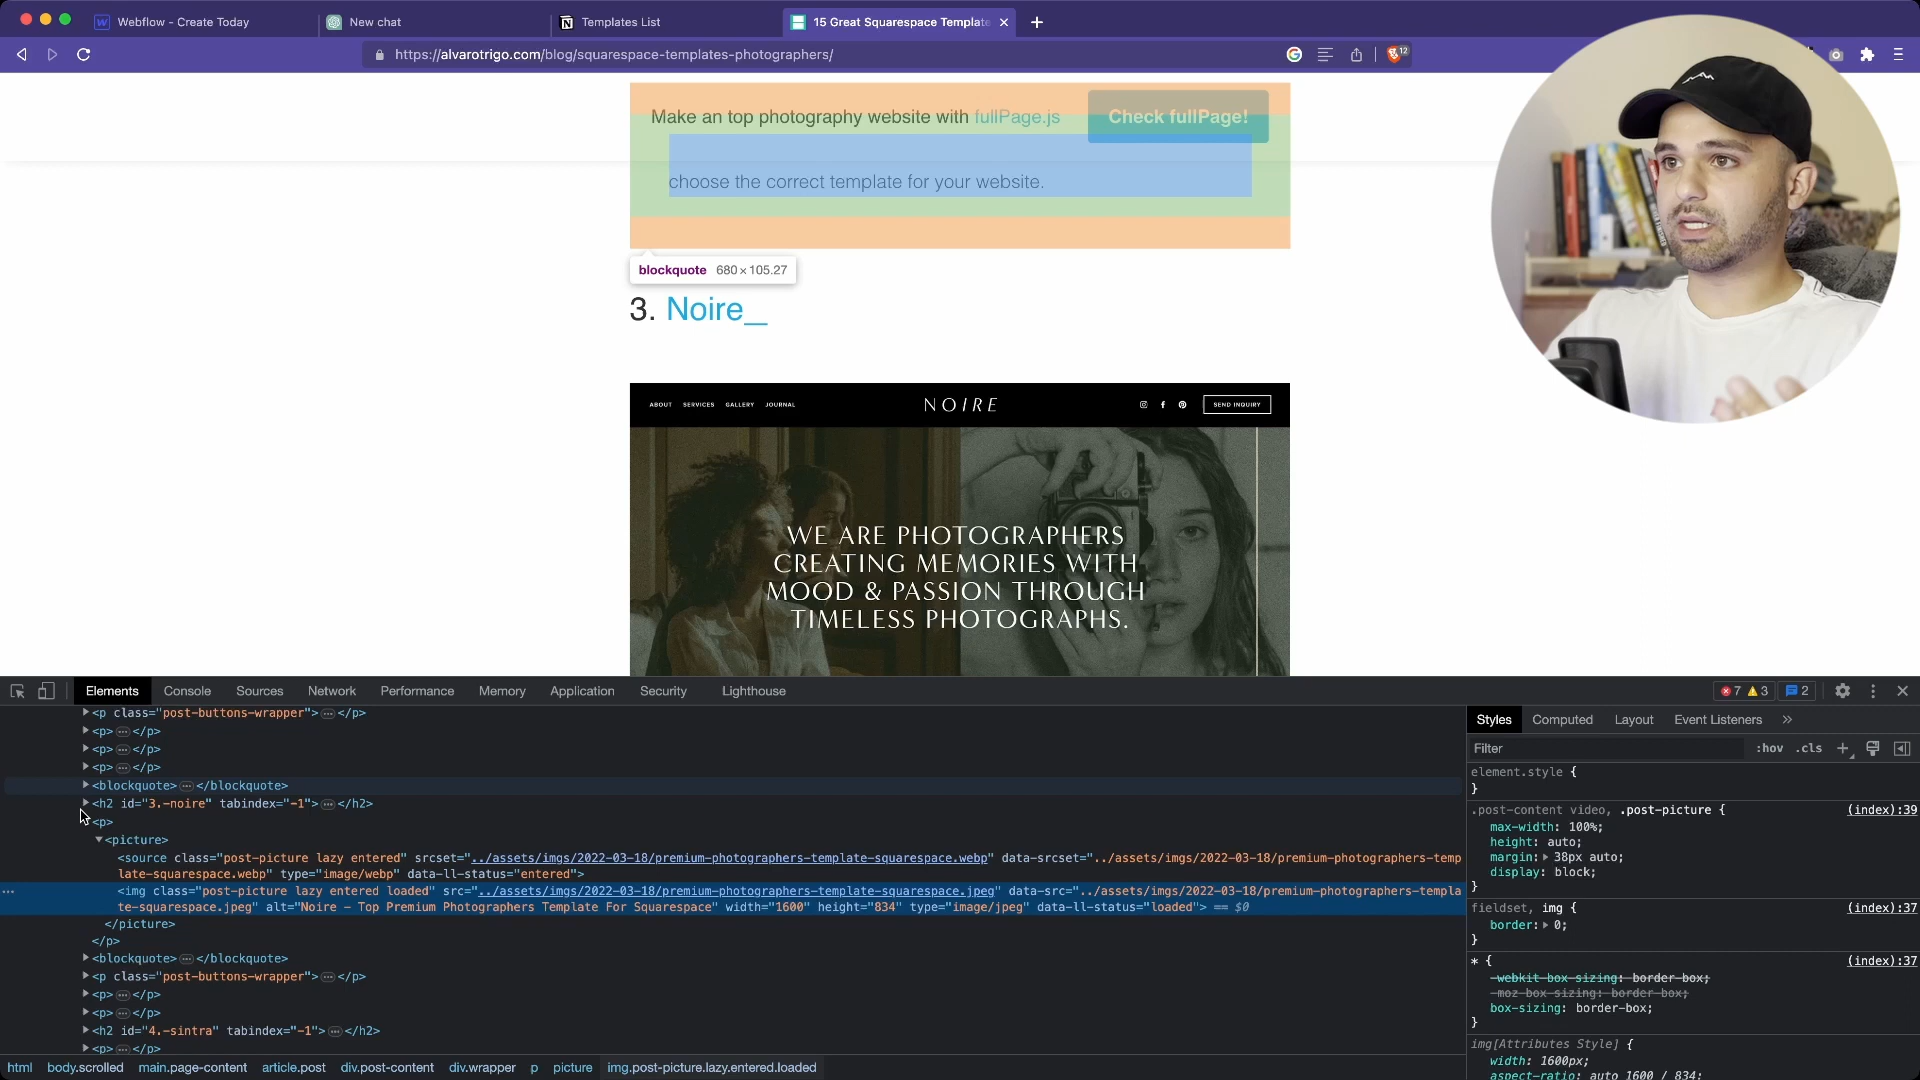 Webflow - Create Today
New chat
Templates List
15 Great Squarespace Template
https://alvarotrigo.com/blog/squarespace-templates-photographers/
12
Make an top photography website with fullPage.js
Check fullPage!
choose the correct template for your website.
blockquote 680×105.27
3. Noire_
ABOUT SERVICES GALLERY JOURNAL
NOIRE
SEND INQUIRY
WE ARE PHOTOGRAPHERS
CREATING MEMORIES WITH
MOOD & PASSION THROUGH
TIMELESS PHOTOGRAPHS.
Elements Console Sources Network Performance Memory Application Security Lighthouse
7 3 2
<p class="post-buttons-wrapper">…</p>
<p>…</p>
<p>…</p>
<p>…</p>
<blockquote>…</blockquote>
<h2 id="3.-noire" tabindex="-1">…</h2>
<p>
<picture>
<source class="post-picture lazy entered" srcset="../assets/imgs/2022-03-18/premium-photographers-template-squarespace.webp" data-srcset="../assets/imgs/2022-03-18/premium-photographers-temp
late-squarespace.webp" type="image/webp" data-ll-status="entered">
<img class="post-picture lazy entered loaded" src="../assets/imgs/2022-03-18/premium-photographers-template-squarespace.jpeg" data-src="../assets/imgs/2022-03-18/premium-photographers-templa
te-squarespace.jpeg" alt="Noire – Top Premium Photographers Template For Squarespace" width="1600" height="834" type="image/jpeg" data-ll-status="loaded"> == $0
</picture>
</p>
<blockquote>…</blockquote>
<p class="post-buttons-wrapper">…</p>
<p>…</p>
<p>…</p>
<h2 id="4.-sintra" tabindex="-1">…</h2>
<p>…</p>
html body.scrolled main.page-content article.post div.post-content div.wrapper p picture img.post-picture.lazy.entered.loaded
Styles Computed Layout Event Listeners »
Filter
:hov .cls +
element.style {
}
.post-content video, .post-picture { (index):39
max-width: 100%;
height: auto;
margin: 38px auto;
display: block;
}
fieldset, img { (index):37
border: 0;
}
* { (index):37
-webkit-box-sizing: border-box;
-moz-box-sizing: border-box;
box-sizing: border-box;
}
img[Attributes Style] {
width: 1600px;
aspect-ratio: auto 1600 / 834;